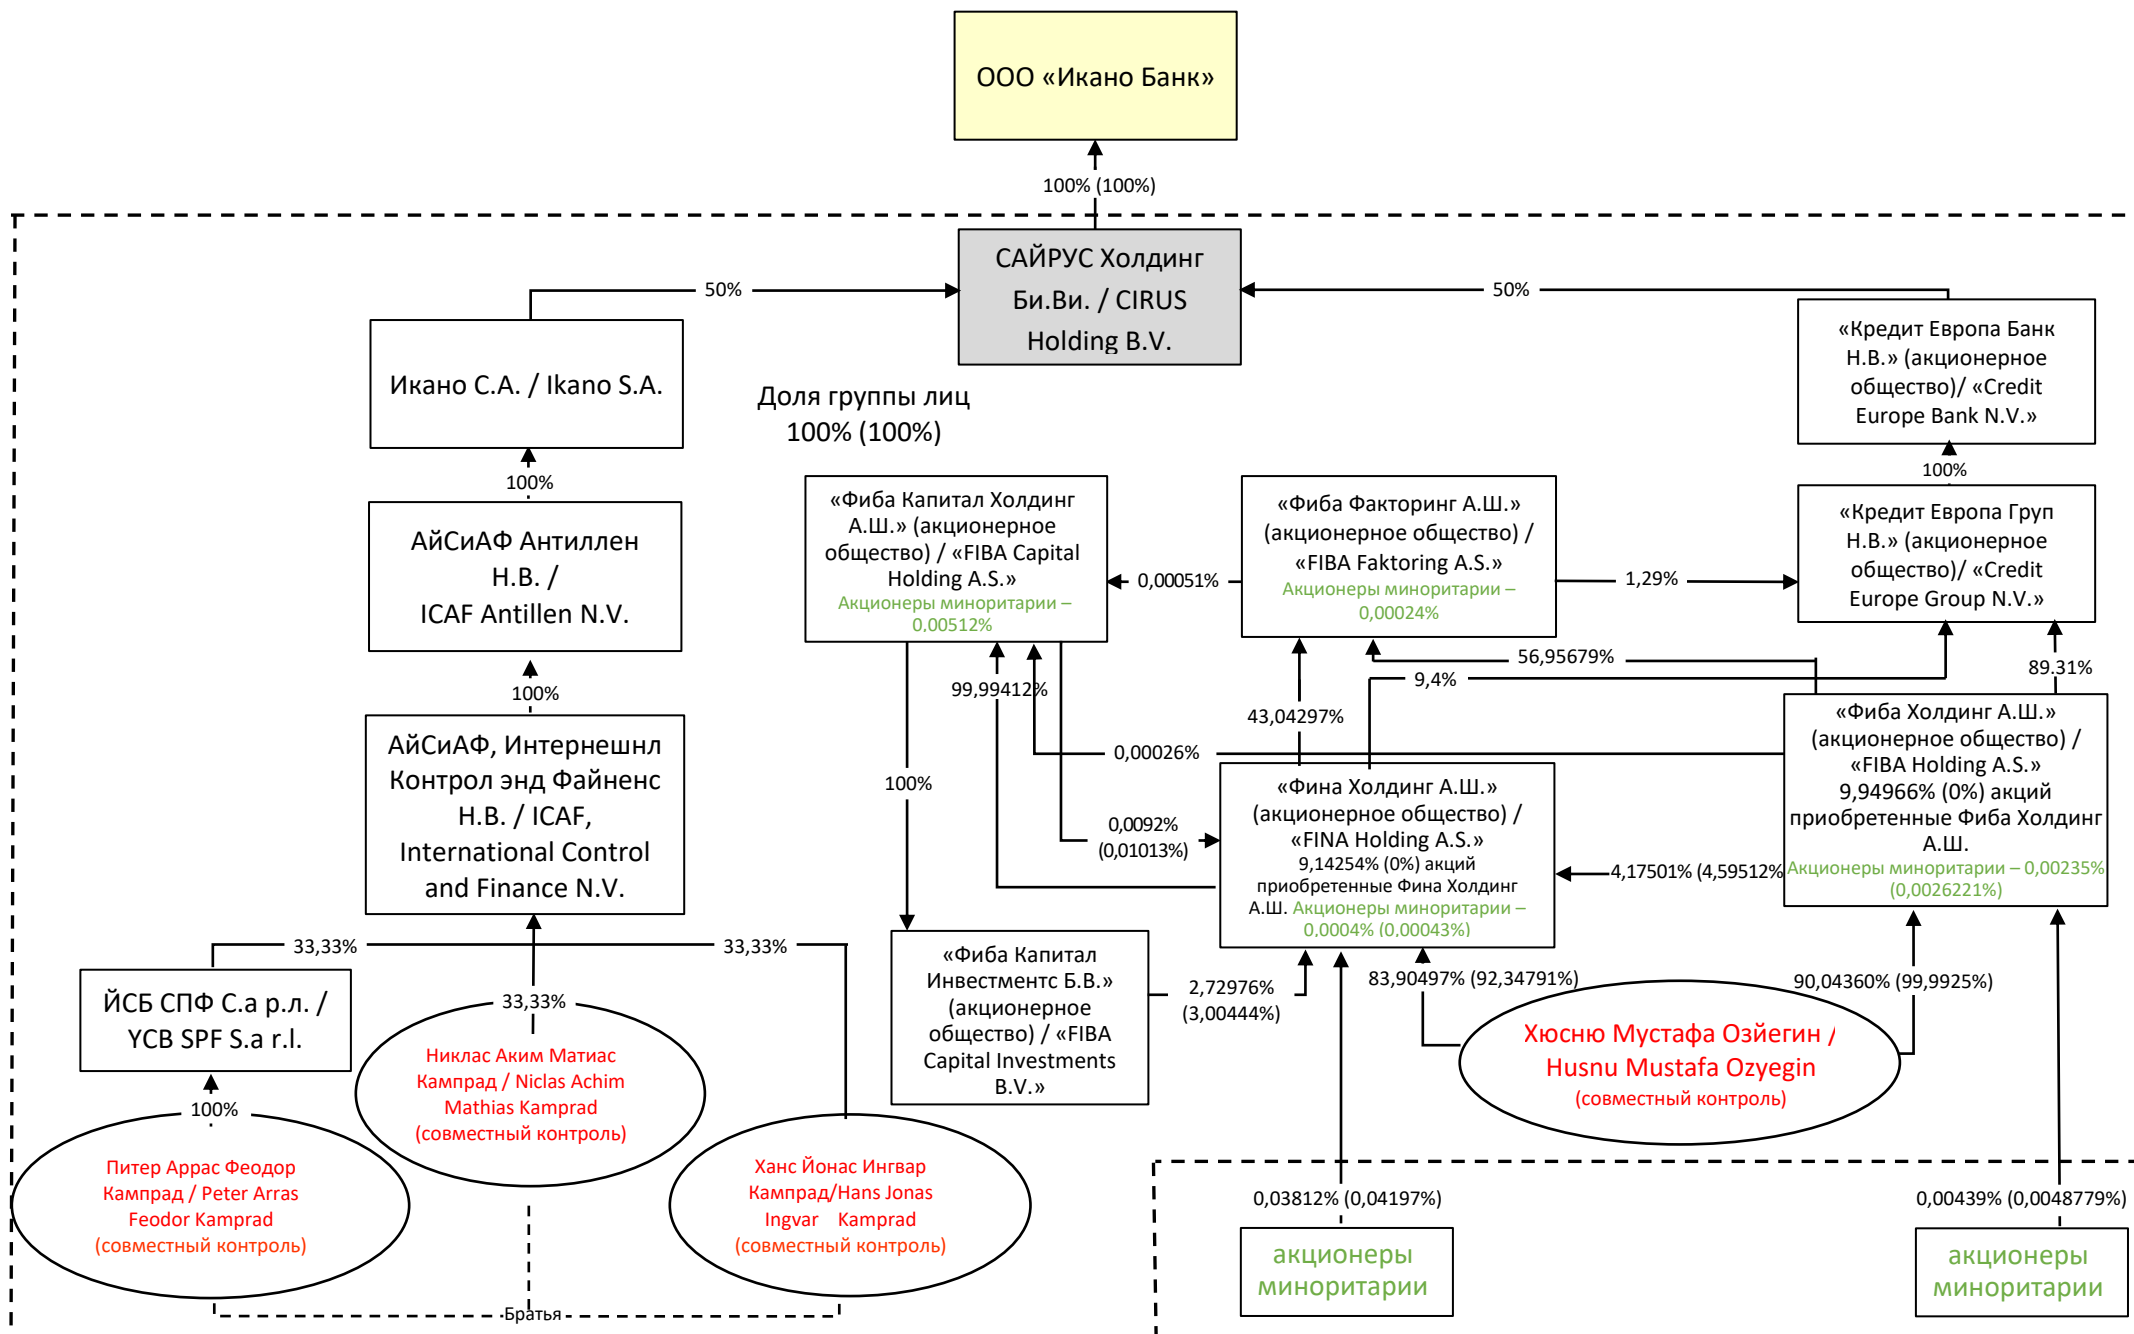 ООО «Икано Банк»
100% (100%)
САЙРУС Холдинг
Би.Ви. / CIRUS
Holding B.V.
50%
50%
Икано С.А. / Ikano S.A.
«Кредит Европа Банк
Н.В.» (акционерное
общество)/ «Credit
Europe Bank N.V.»
Доля группы лиц
100% (100%)
100%
100%
АйСиАФ Антиллен
Н.В. /
ICAF Antillen N.V.
«Фиба Капитал Холдинг
А.Ш.» (акционерное
общество) / «FIBA Capital
Holding A.S.»
Акционеры миноритарии –
0,00512%
0,00051%
«Фиба Факторинг А.Ш.»
(акционерное общество) /
«FIBA Faktoring A.S.»
Акционеры миноритарии –
0,00024%
1,29%
«Кредит Европа Груп
Н.В.» (акционерное
общество)/ «Credit
Europe Group N.V.»
100%
99,99412%
56,95679%
9,4%
89.31%
43,04297%
0,00026%
АйСиАФ, Интернешнл
Контрол энд Файненс
Н.В. / ICAF,
International Control
and Finance N.V.
100%
0,0092%
(0,01013%)
«Фина Холдинг А.Ш.»
(акционерное общество) /
«FINA Holding A.S.»
9,14254% (0%) акций
приобретенные Фина Холдинг
А.Ш. Акционеры миноритарии –
0,0004% (0,00043%)
4,17501% (4,59512%
«Фиба Холдинг А.Ш.»
(акционерное общество) /
«FIBA Holding A.S.»
9,94966% (0%) акций
приобретенные Фиба Холдинг
А.Ш.
Акционеры миноритарии – 0,00235%
(0,0026221%)
33,33%
33,33%
ЙСБ СПФ С.а р.л. /
YCB SPF S.a r.l.
33,33%
«Фиба Капитал
Инвестментс Б.В.»
(акционерное
общество) / «FIBA
Capital Investments
B.V.»
2,72976%
(3,00444%)
83,90497% (92,34791%)
90,04360% (99,9925%)
Никлас Аким Матиас
Кампрад / Niclas Achim
Mathias Kamprad
(совместный контроль)
Хюсню Мустафа Озйегин /
Husnu Mustafa Ozyegin
(совместный контроль)
100%
Питер Аррас Феодор
Кампрад / Peter Arras
Feodor Kamprad
(совместный контроль)
Ханс Йонас Ингвар
Кампрад/Hans Jonas
Ingvar Kamprad
(совместный контроль)
0,03812% (0,04197%)
0,00439% (0,0048779%)
акционеры
миноритарии
акционеры
миноритарии
Братья